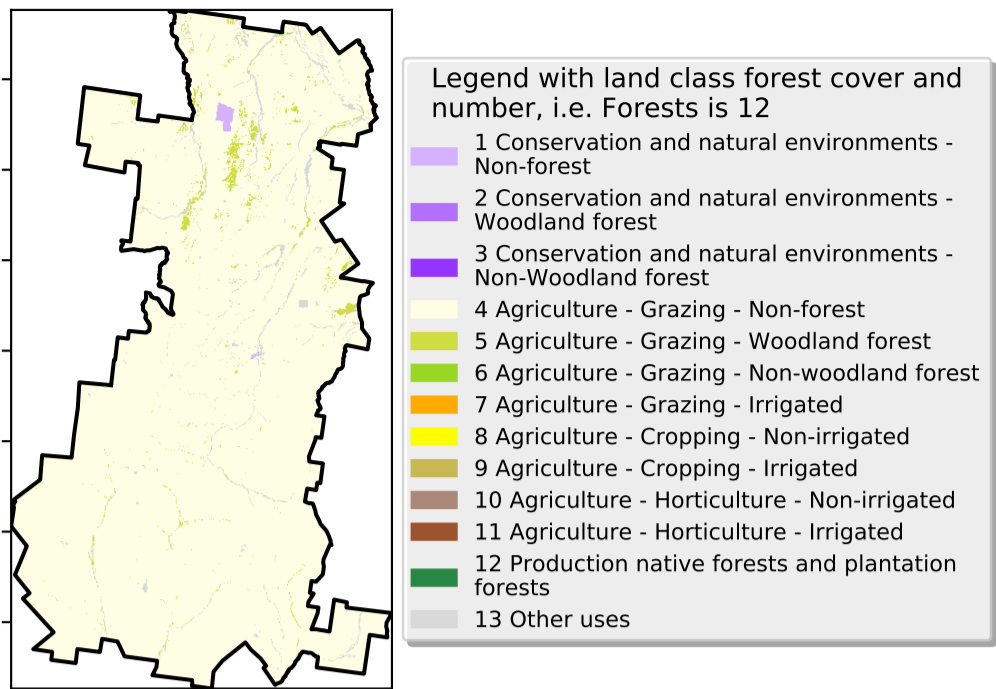 Legend with land class forest cover and
number, i.e. Forests is 12
1 Conservation and natural environments -
Non-forest
2 Conservation and natural environments -
Woodland forest
3 Conservation and natural environments -
Non-Woodland forest
4 Agriculture - Grazing - Non-forest
5 Agriculture - Grazing - Woodland forest
6 Agriculture - Grazing - Non-woodland forest
7 Agriculture - Grazing - Irrigated
8 Agriculture - Cropping - Non-irrigated
9 Agriculture - Cropping - Irrigated
10 Agriculture - Horticulture - Non-irrigated
11 Agriculture - Horticulture - Irrigated
12 Production native forests and plantation
forests
13 Other uses